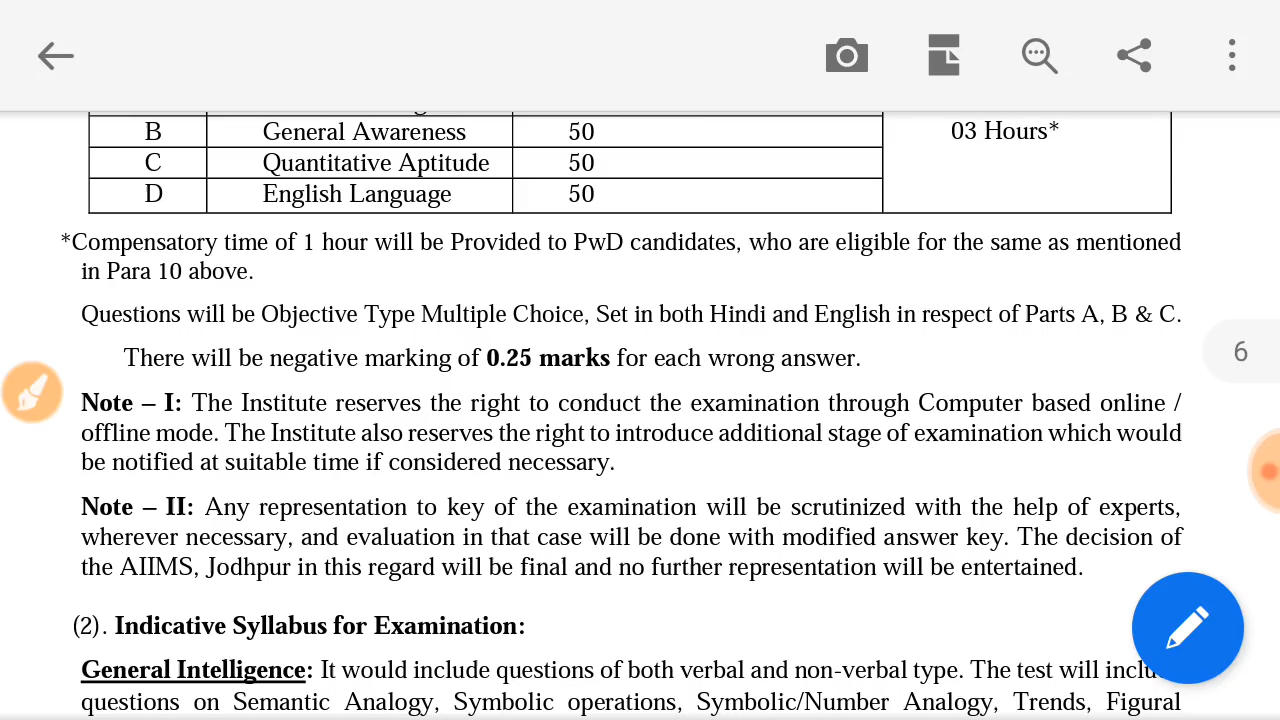 B General Awareness 50 03 Hours*
C Quantitative Aptitude 50
D English Language 50
*Compensatory time of 1 hour will be Provided to PwD candidates, who are eligible for the same as mentioned
in Para 10 above.
Questions will be Objective Type Multiple Choice, Set in both Hindi and English in respect of Parts A, B & C.
There will be negative marking of 0.25 marks for each wrong answer.
6
Note – I: The Institute reserves the right to conduct the examination through Computer based online /
offline mode. The Institute also reserves the right to introduce additional stage of examination which would
be notified at suitable time if considered necessary.
Note – II: Any representation to key of the examination will be scrutinized with the help of experts,
wherever necessary, and evaluation in that case will be done with modified answer key. The decision of
the AIIMS, Jodhpur in this regard will be final and no further representation will be entertained.
(2). Indicative Syllabus for Examination:
General Intelligence: It would include questions of both verbal and non-verbal type. The test will
questions on Semantic Analogy, Symbolic operations, Symbolic/Number Analogy, Trends, Figural